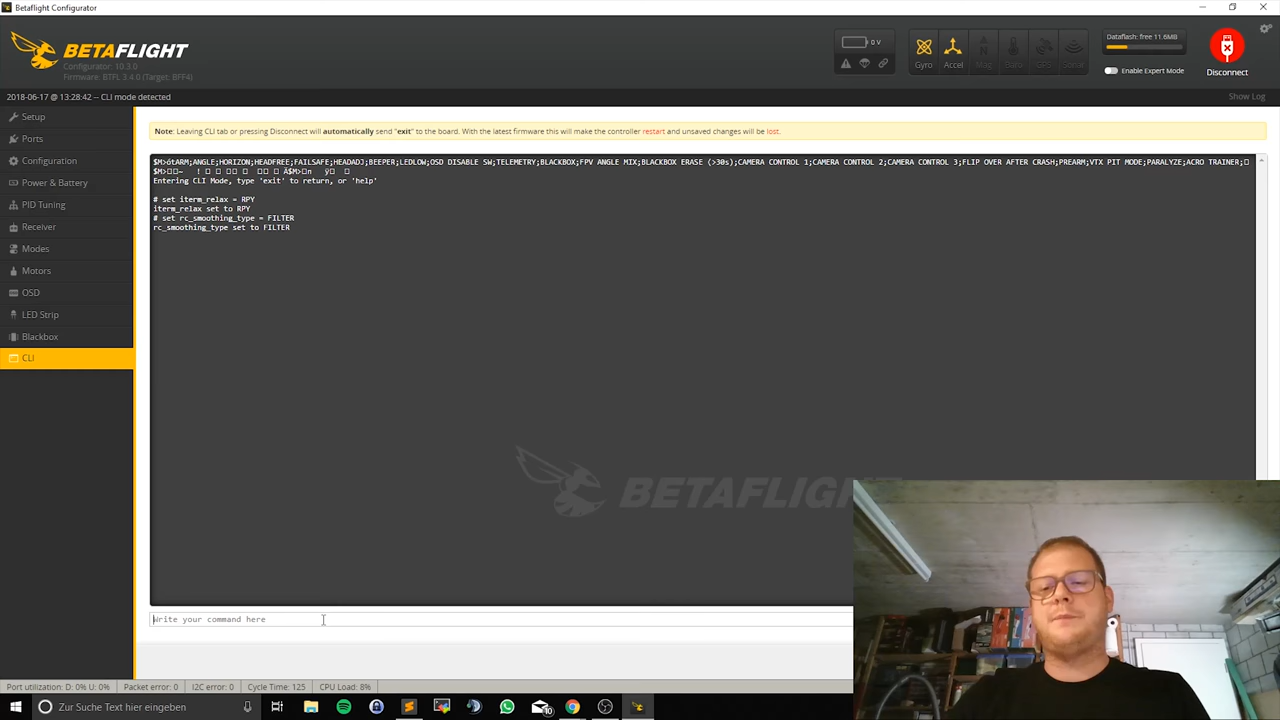 Betaflight Configurator
BETAFLIGHT
Configurator: 10.3.0
Firmware: BTFL 3.4.0 (Target: BFF4)
0 V
Gyro
Accel
Mag
Baro
GPS
Sonar
Dataflash: free 11.6MB
Enable Expert Mode
Disconnect
2018-06-17 @ 13:28:42 -- CLI mode detected
Show Log
Setup
Ports
Configuration
Power & Battery
PID Tuning
Receiver
Modes
Motors
OSD
LED Strip
Blackbox
CLI
Note: Leaving CLI tab or pressing Disconnect will automatically send "exit" to the board. With the latest firmware this will make the controller restart and unsaved changes will be lost.
$M>ótARM;ANGLE;HORIZON;HEADFREE;FAILSAFE;HEADADJ;BEEPER;LEDLOW;OSD DISABLE SW;TELEMETRY;BLACKBOX;FPV ANGLE MIX;BLACKBOX ERASE (>30s);CAMERA CONTROL 1;CAMERA CONTROL 2;CAMERA CONTROL 3;FLIP OVER AFTER CRASH;PREARM;VTX PIT MODE;PARALYZE;ACRO TRAINER;
Entering CLI Mode, type 'exit' to return, or 'help'
# set iterm_relax = RPY
iterm_relax set to RPY
# set rc_smoothing_type = FILTER
rc_smoothing_type set to FILTER
BETAFLIGH
Write your command here
Port utilization: D: 0% U: 0%
Packet error: 0
I2C error: 0
Cycle Time: 125
CPU Load: 8%
Zur Suche Text hier eingeben
10